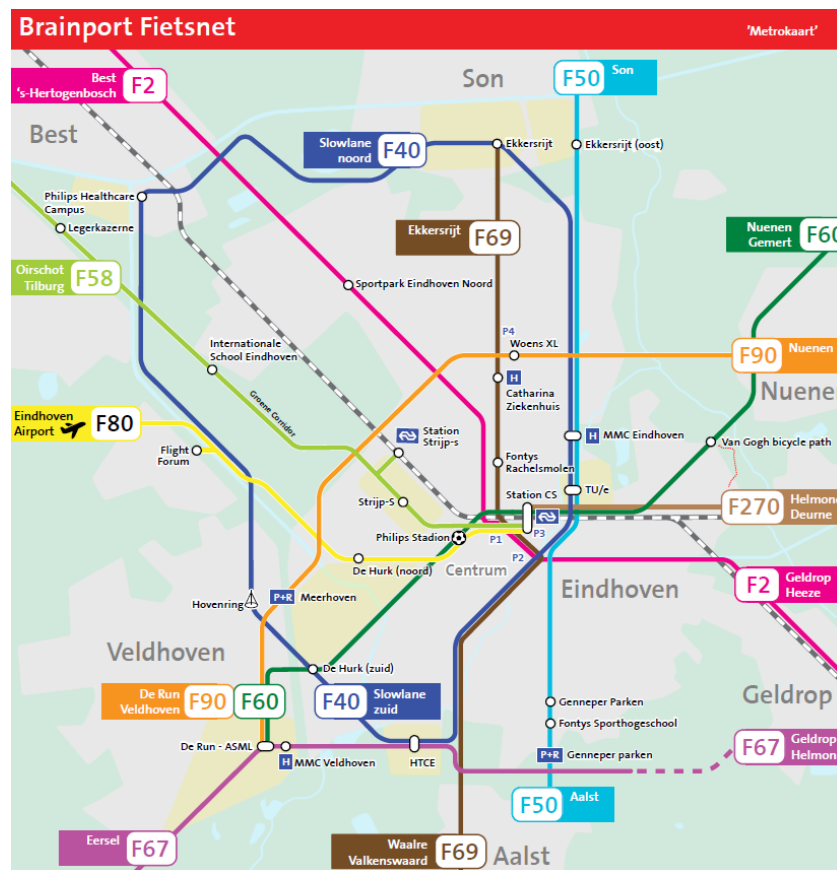 Brainport Fietsnet
'Metrokaart'
Best
's-Hertogenbosch
F2
Son
F50
Son
Best
Slowlane
noord
F40
Ekkersrijt
Ekkersrijt (oost)
Philips Healthcare
Campus
Legerkazerne
Ekkersrijt
F69
Nuenen
Gemert
F60
Oirschot
Tilburg
F58
Sportpark Eindhoven Noord
P4
Woens XL
Internationale
School Eindhoven
F90
Nuenen
H
Catharina
Ziekenhuis
Nuenen
Groene Corridor
Eindhoven
Airport
F80
Station
Strijp-s
H
MMC Eindhoven
Van Gogh bicycle path
Flight
Forum
Fontys
Rachelsmolen
TU/e
Strijp-S
Station CS
F270
Helmond
Deurne
Philips Stadion
P1
P3
P2
De Hurk (noord)
Centrum
Eindhoven
F2
Geldrop
Heeze
Hovenring
P+R
Meerhoven
Veldhoven
De Hurk (zuid)
De Run
Veldhoven
F90
F60
F40
Slowlane
zuid
Geldrop
Genneper Parken
Fontys Sporthogeschool
De Run - ASML
H
MMC Veldhoven
HTCE
P+R
Genneper parken
F67
Geldrop
Helmond
F50
Aalst
Eersel
F67
Waalre
Valkenswaard
F69
Aalst